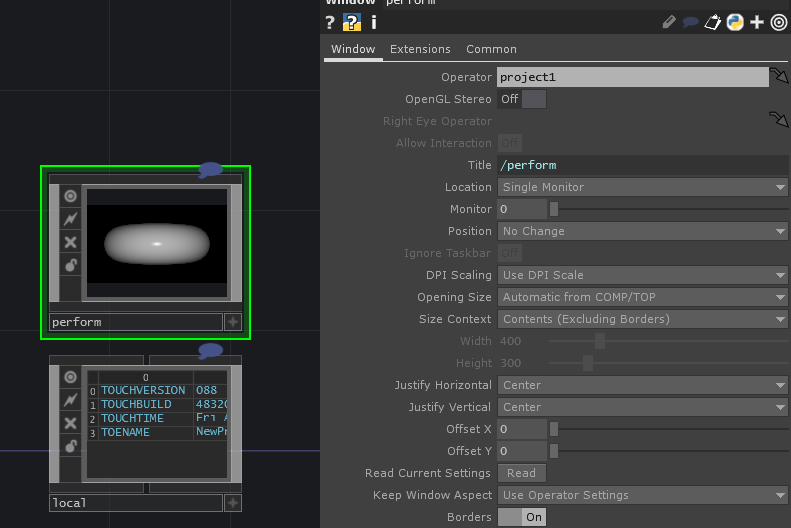 Window perform
Window Extensions Common
Operator project1
OpenGL Stereo Off
Right Eye Operator
Allow Interaction Off
Title /perform
Location Single Monitor
Monitor 0
Position No Change
Ignore Taskbar Off
DPI Scaling Use DPI Scale
Opening Size Automatic from COMP/TOP
Size Context Contents (Excluding Borders)
Width 400
Height 300
Justify Horizontal Center
Justify Vertical Center
Offset X 0
Offset Y 0
Read Current Settings Read
Keep Window Aspect Use Operator Settings
Borders On
perform
0
0 TOUCHVERSION 088
1 TOUCHBUILD 4832
2 TOUCHTIME Fri
3 TOENAME NewPr
local